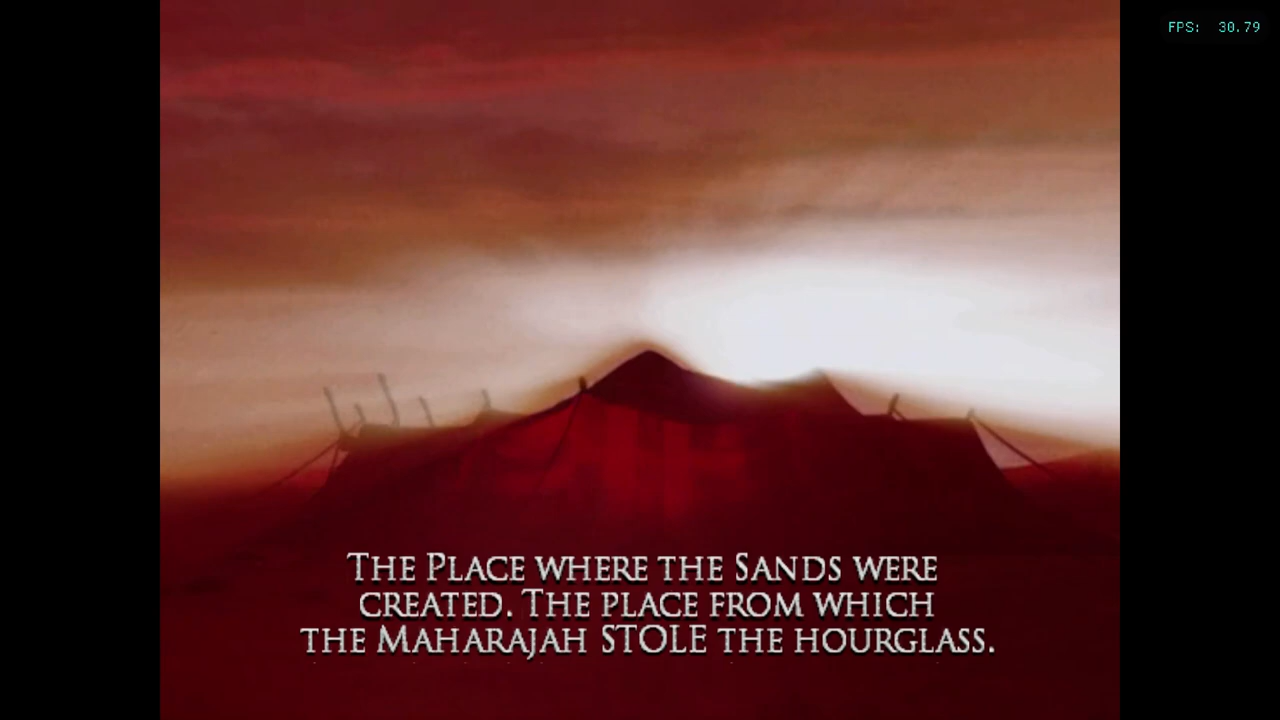 FPS: 30.79
The Place where the Sands were
created. The place from which
the Maharajah STOLE the hourglass.